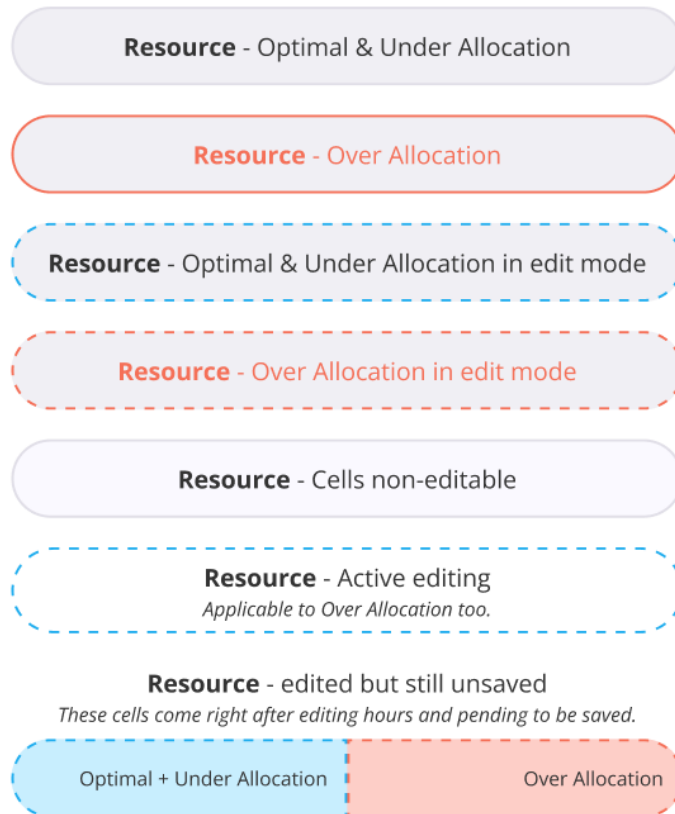 Resource - Optimal & Under Allocation
Resource - Over Allocation
Resource - Optimal & Under Allocation in edit mode
Resource - Over Allocation in edit mode
Resource - Cells non-editable
Resource - Active editing
Applicable to Over Allocation too.
Resource - edited but still unsaved
These cells come right after editing hours and pending to be saved.
Optimal + Under Allocation
Over Allocation